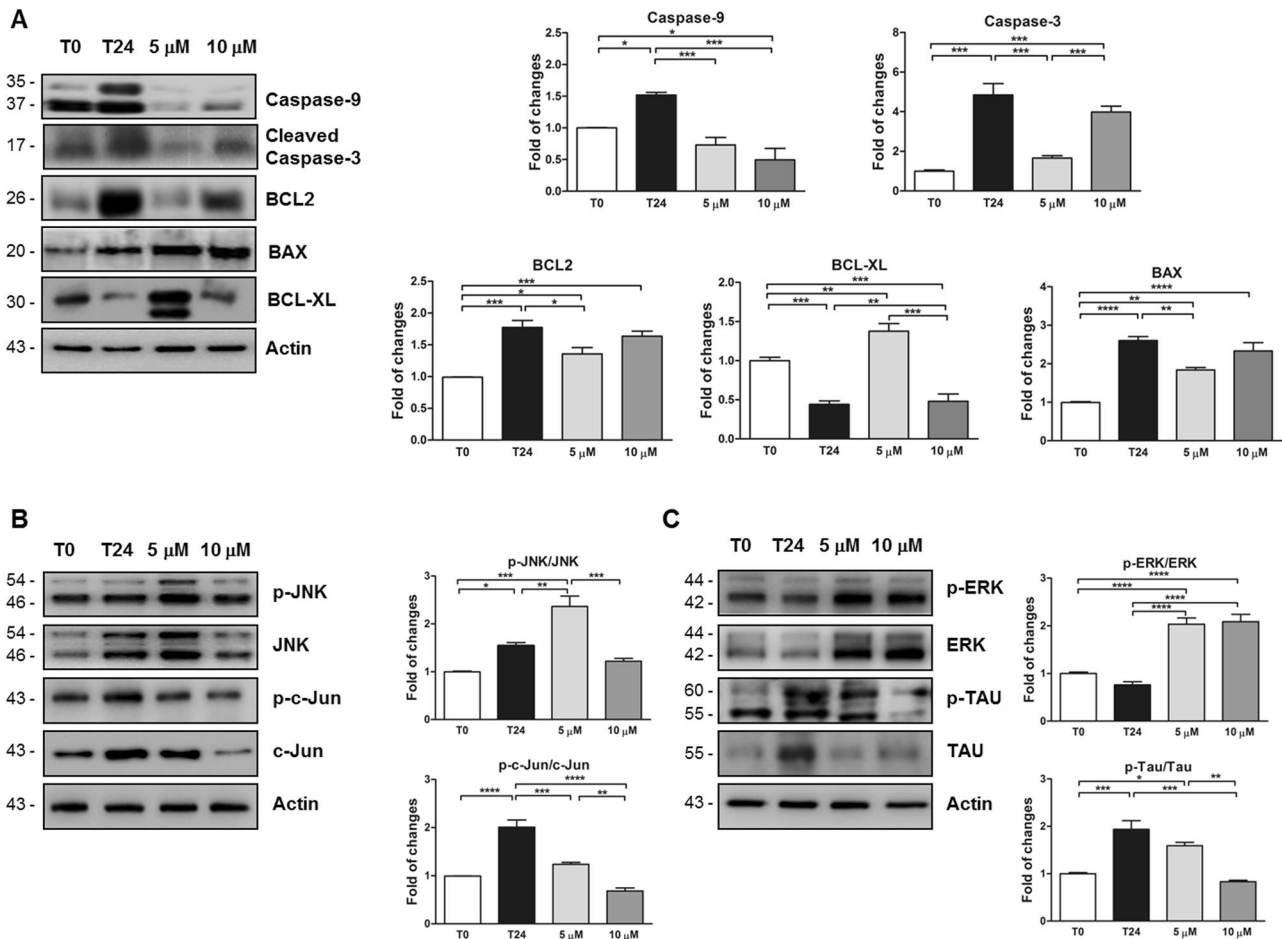 A
T0 T24 5 μM 10 μM
35 -
37 -
Caspase-9
17 -
Cleaved
Caspase-3
26 -
BCL2
20 -
BAX
30 -
BCL-XL
43 -
Actin
Caspase-9
Fold of changes
1.5
1.0
0.5
0.0
*
* ***
***
T0 T24 5 μM 10 μM
Caspase-3
Fold of changes
8
6
4
2
0
***
*** *** ***
T0 T24 5 μM 10 μM
BCL2
Fold of changes
2.5
2.0
1.5
1.0
0.5
0.0
***
*
*** *
T0 T24 5 μM 10 μM
BCL-XL
Fold of changes
2.0
1.5
1.0
0.5
0.0
***
**
*** **
***
T0 T24 5 μM 10 μM
BAX
Fold of changes
4
3
2
1
0
****
**
**** **
T0 T24 5 μM 10 μM
B
T0 T24 5 μM 10 μM
54 -
46 -
p-JNK
54 -
46 -
JNK
43 -
p-c-Jun
43 -
c-Jun
43 -
Actin
p-JNK/JNK
Fold of changes
3
2
1
0
*** ***
* **
T0 T24 5 μM 10 μM
p-c-Jun/c-Jun
Fold of changes
3
2
1
0
****
**** *** **
T0 T24 5 μM 10 μM
C
T0 T24 5 μM 10 μM
44 -
42 -
p-ERK
44 -
42 -
ERK
60 -
55 -
p-TAU
55 -
TAU
43 -
Actin
p-ERK/ERK
Fold of changes
3
2
1
0
****
****
****
****
T0 T24 5 μM 10 μM
p-Tau/Tau
Fold of changes
3
2
1
0
* **
*** ***
T0 T24 5 μM 10 μM